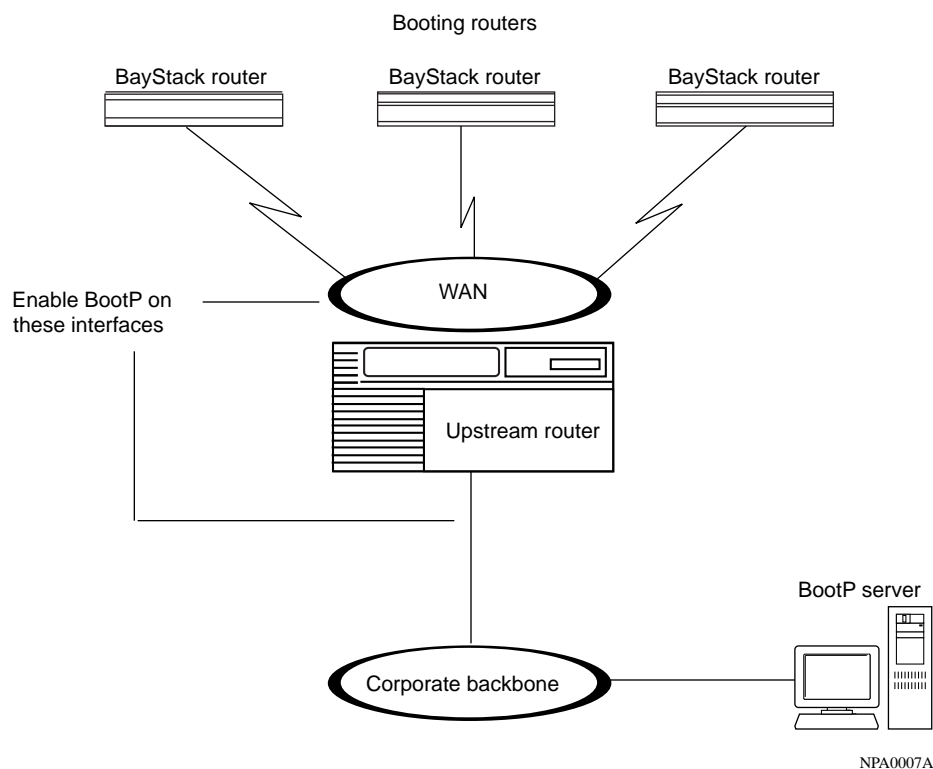 Booting routers
BayStack router
BayStack router
BayStack router
WAN
Enable BootP on
these interfaces
Upstream router
BootP server
Corporate backbone
NPA0007A